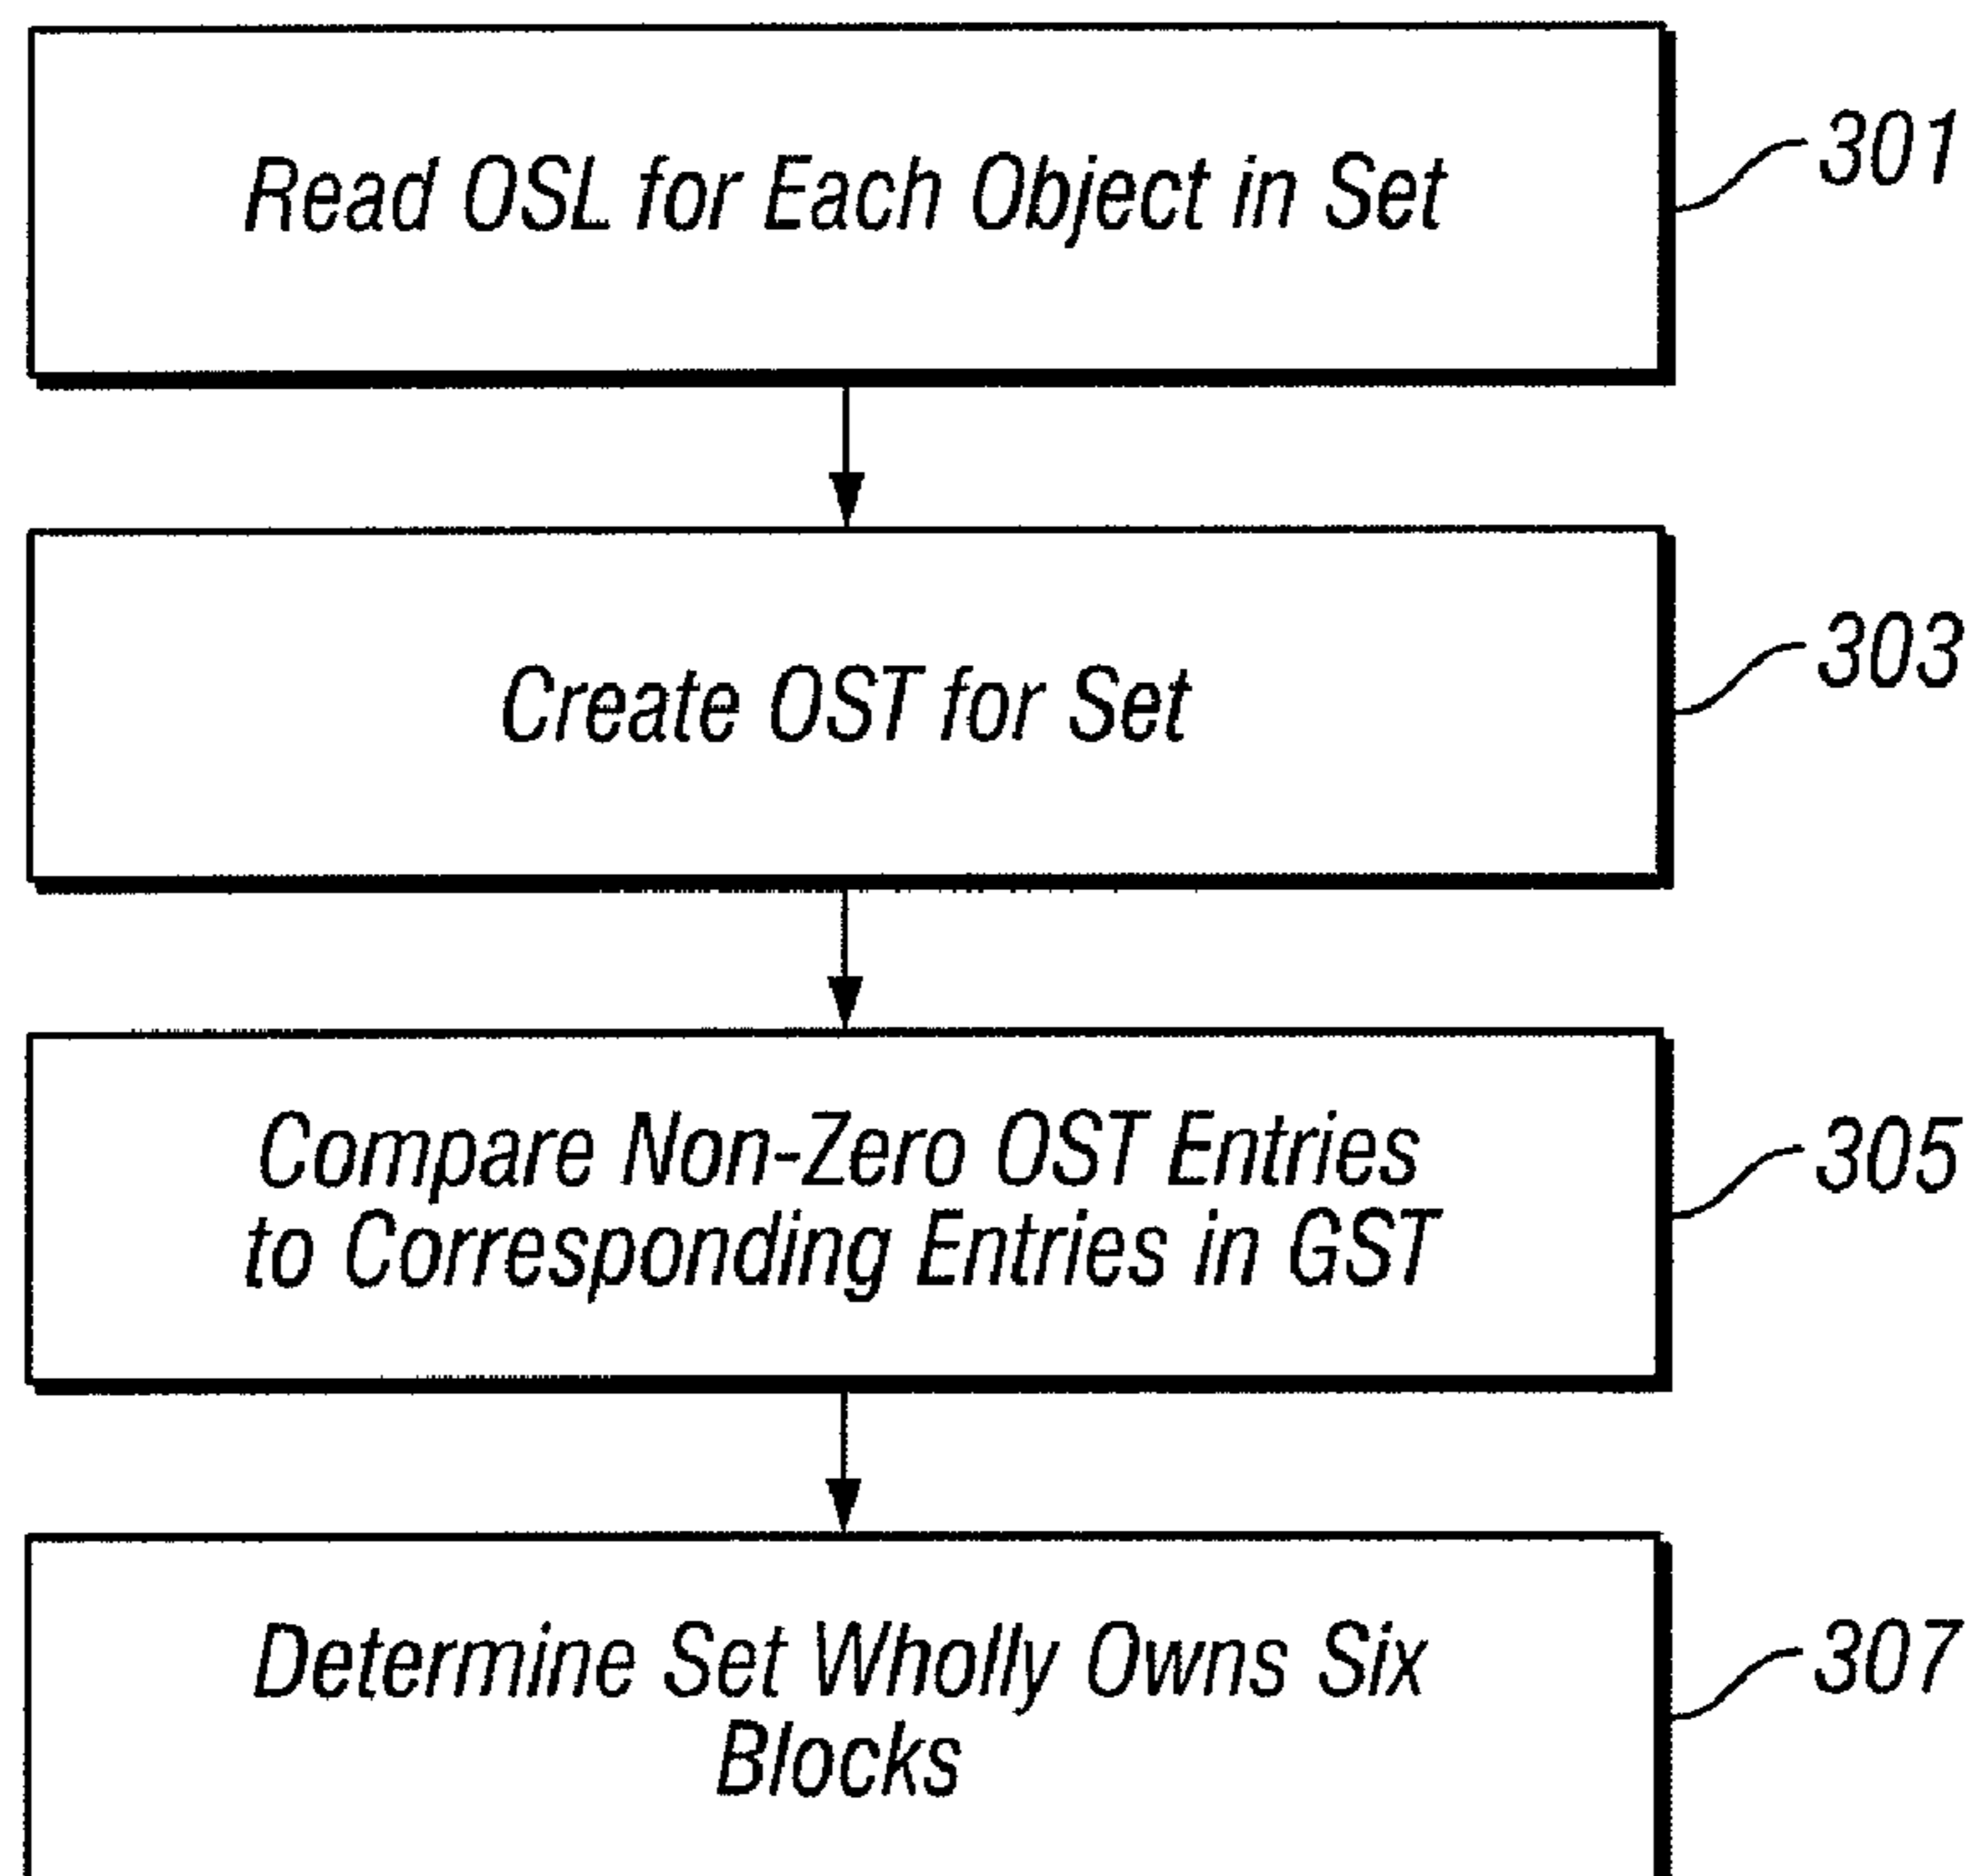 Read OSL for Each Object in Set
301
Create OST for Set
303
Compare Non-Zero OST Entries
to Corresponding Entries in GST
305
Determine Set Wholly Owns Six
Blocks
307